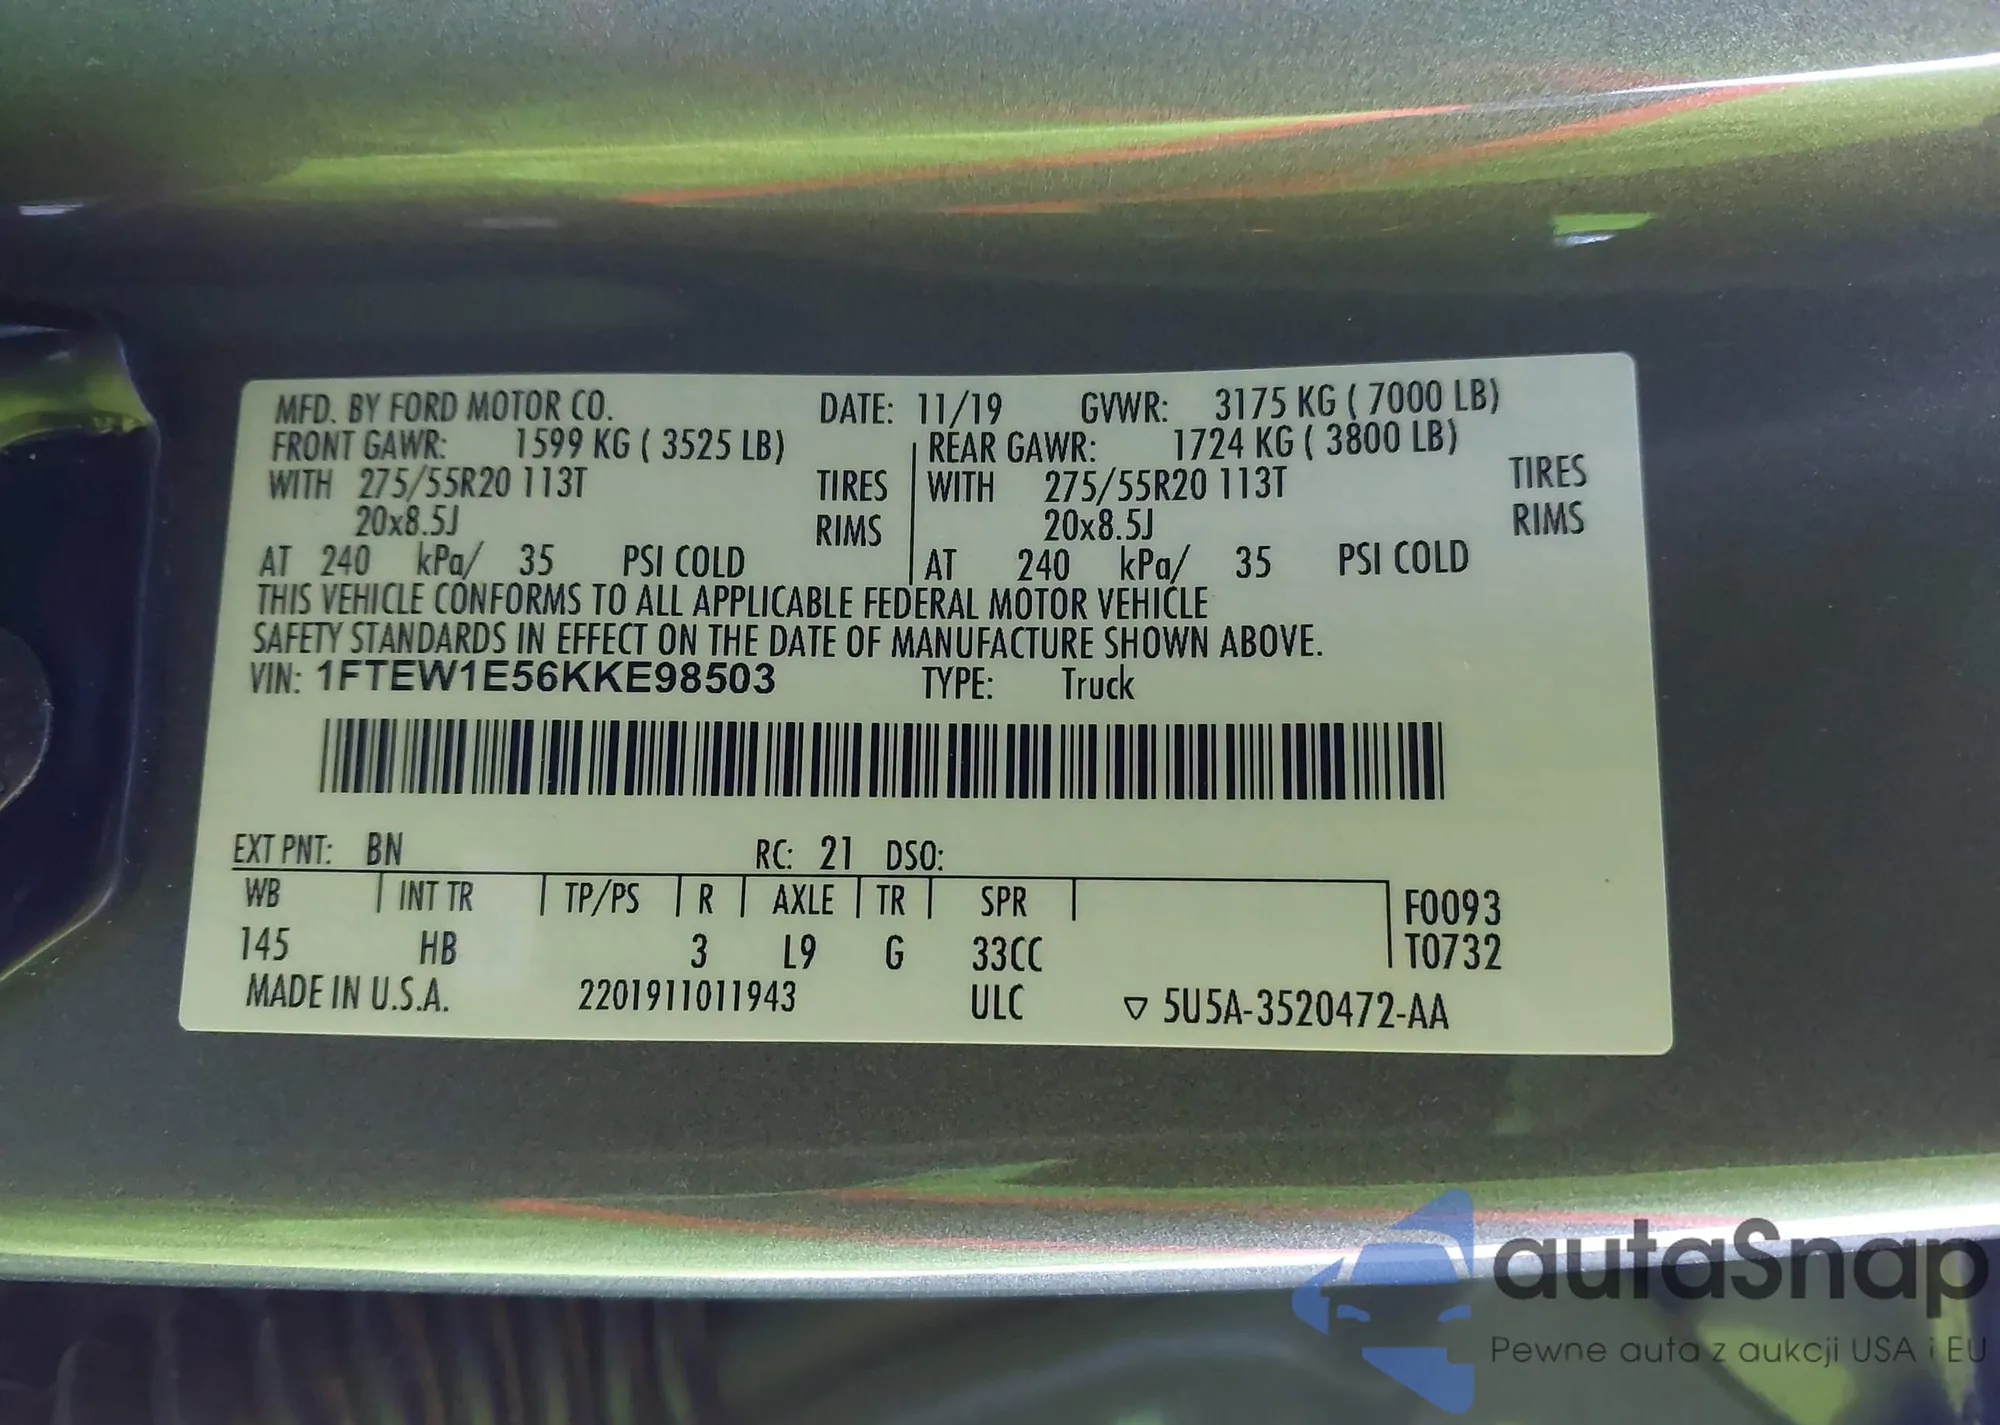 MFD. BY FORD MOTOR CO. DATE: 11/19 GVWR: 3175 KG ( 7000 LB)
FRONT GAWR: 1599 KG ( 3525 LB) REAR GAWR: 1724 KG ( 3800 LB)
WITH 275/55R20 113T TIRES WITH 275/55R20 113T TIRES
20x8.5J RIMS 20x8.5J RIMS
AT 240 kPa/ 35 PSI COLD AT 240 kPa/ 35 PSI COLD
THIS VEHICLE CONFORMS TO ALL APPLICABLE FEDERAL MOTOR VEHICLE
SAFETY STANDARDS IN EFFECT ON THE DATE OF MANUFACTURE SHOWN ABOVE.
VIN: 1FTEW1E56KKE98503 TYPE: Truck
EXT PNT: BN RC: 21 DSO:
WB INT TR TP/PS R AXLE TR SPR F0093
145 HB 3 L9 G 33CC T0732
MADE IN U.S.A. 2201911011943 ULC ▽ 5U5A-3520472-AA
autaSnap
Pewne auta z aukcji USA i EU